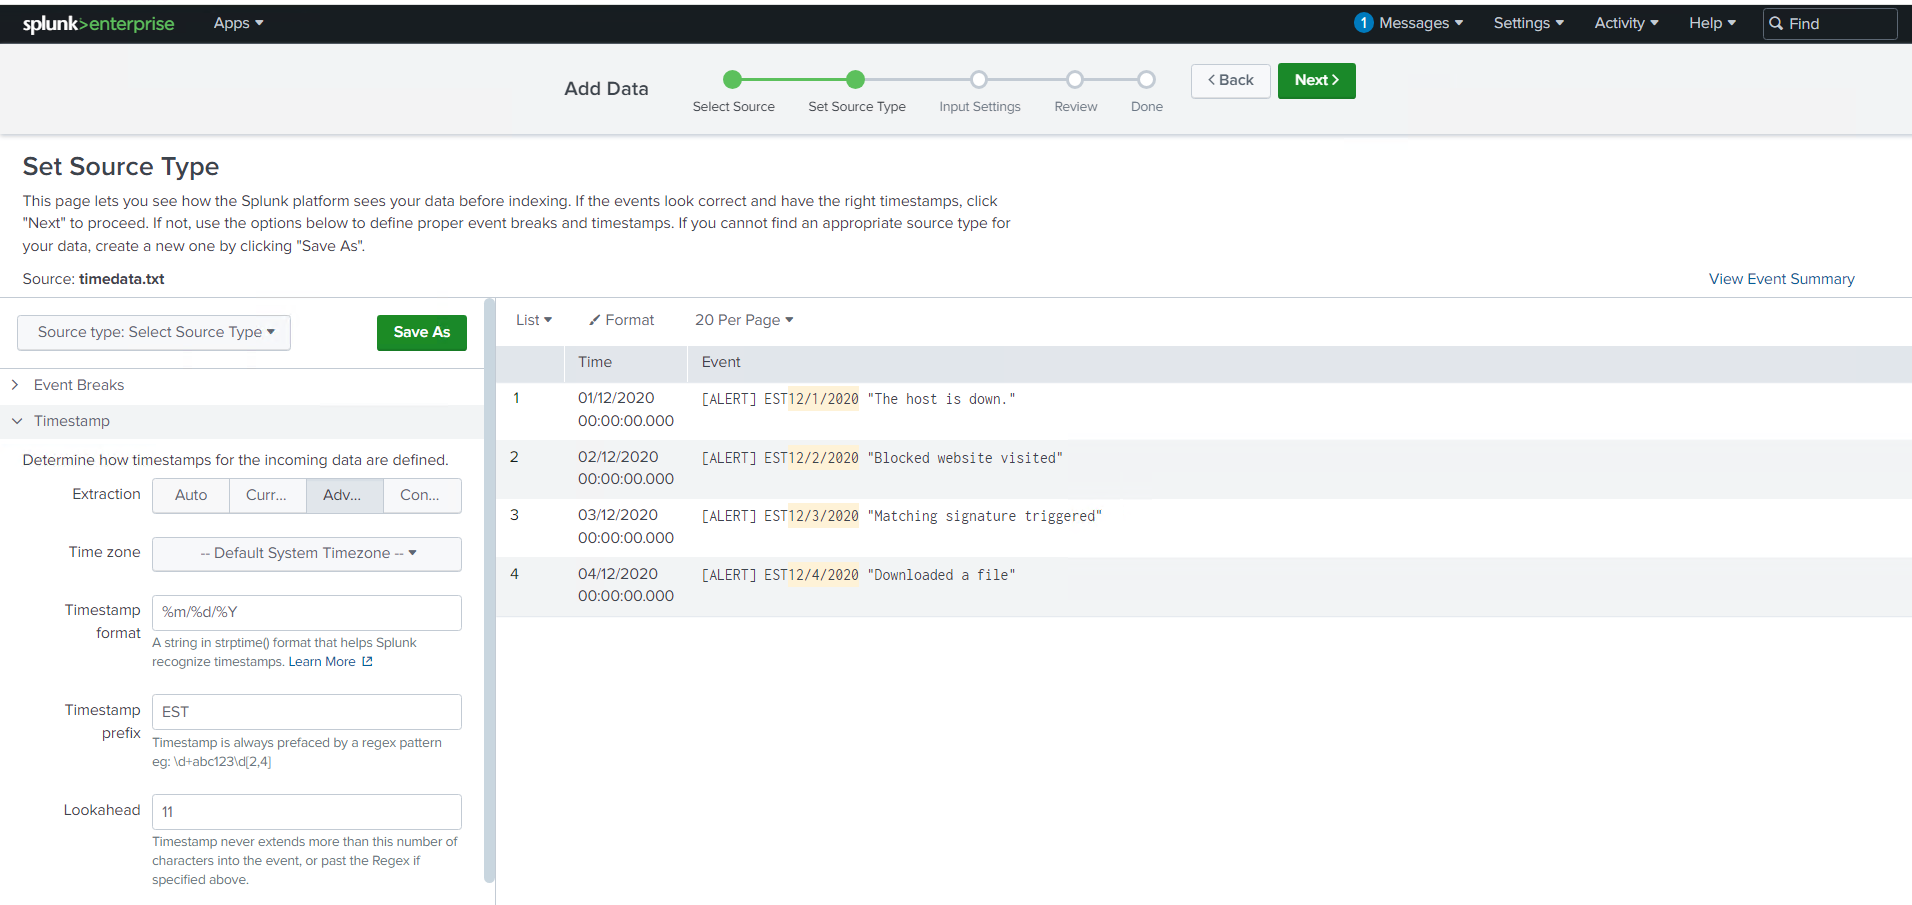 splunk>enterprise Apps 1 Messages Settings Activity Help Find
Add Data
Select Source Set Source Type Input Settings Review Done
< Back
Next >
Set Source Type
This page lets you see how the Splunk platform sees your data before indexing. If the events look correct and have the right timestamps, click
"Next" to proceed. If not, use the options below to define proper event breaks and timestamps. If you cannot find an appropriate source type for
your data, create a new one by clicking "Save As".
Source: timedata.txt
View Event Summary
Source type: Select Source Type
Save As
Event Breaks
Timestamp
Determine how timestamps for the incoming data are defined.
Extraction Auto Curr... Adv... Con...
Time zone -- Default System Timezone --
Timestamp
format
%m/%d/%Y
A string in strptime() format that helps Splunk
recognize timestamps. Learn More
Timestamp
prefix
EST
Timestamp is always prefaced by a regex pattern
eg: \d+abc123\d[2,4]
Lookahead 11
Timestamp never extends more than this number of
characters into the event, or past the Regex if
specified above.
List Format 20 Per Page
Time Event
1 01/12/2020 [ALERT] EST12/1/2020 "The host is down."
00:00:00.000
2 02/12/2020 [ALERT] EST12/2/2020 "Blocked website visited"
00:00:00.000
3 03/12/2020 [ALERT] EST12/3/2020 "Matching signature triggered"
00:00:00.000
4 04/12/2020 [ALERT] EST12/4/2020 "Downloaded a file"
00:00:00.000